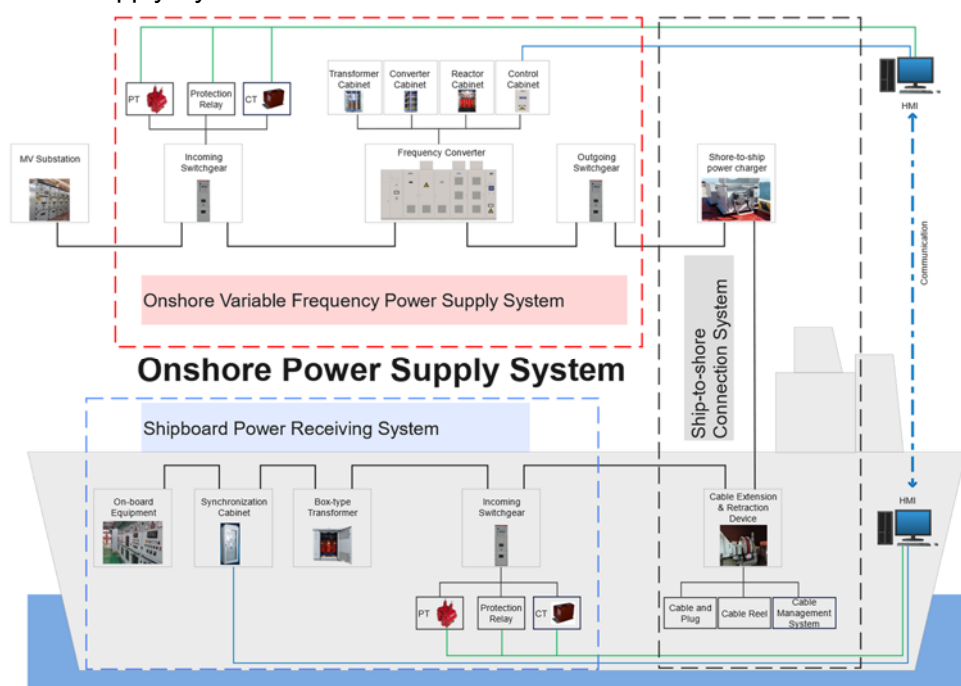 Transformer
Cabinet
Converter
Cabinet
Reactor
Cabinet
Control
Cabinet
PT
Protection
Relay
CT
HMI
MV Substation
Incoming
Switchgear
Frequency Converter
Outgoing
Switchgear
Shore-to-ship
power charger
Communication
Onshore Variable Frequency Power Supply System
Ship-to-shore
Connection System
Onshore Power Supply System
Shipboard Power Receiving System
On-board
Equipment
Synchronization
Cabinet
Box-type
Transformer
Incoming
Switchgear
Cable Extension
& Retraction
Device
HMI
PT
Protection
Relay
CT
Cable and
Plug
Cable Reel
Cable
Management
System